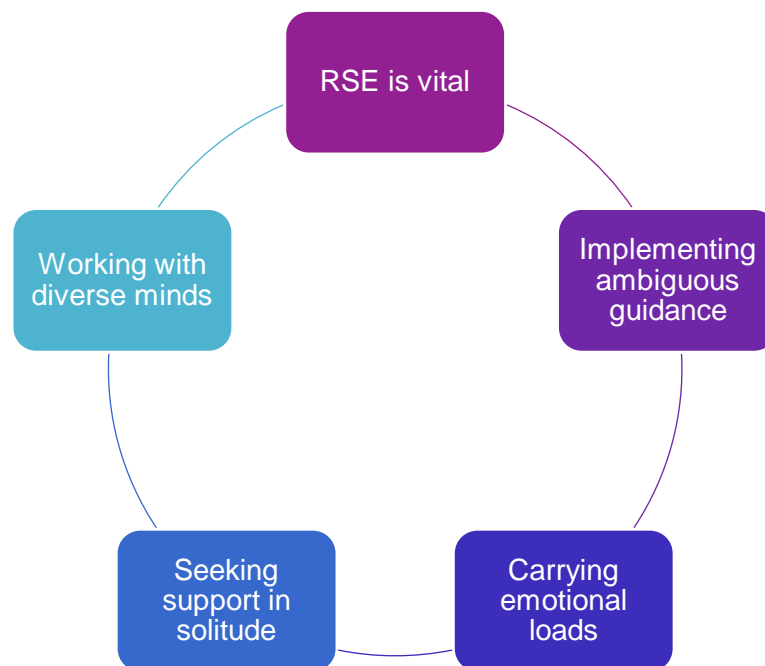 RSE is vital
Implementing
ambiguous
guidance
Carrying
emotional
loads
Seeking
support in
solitude
Working with
diverse minds